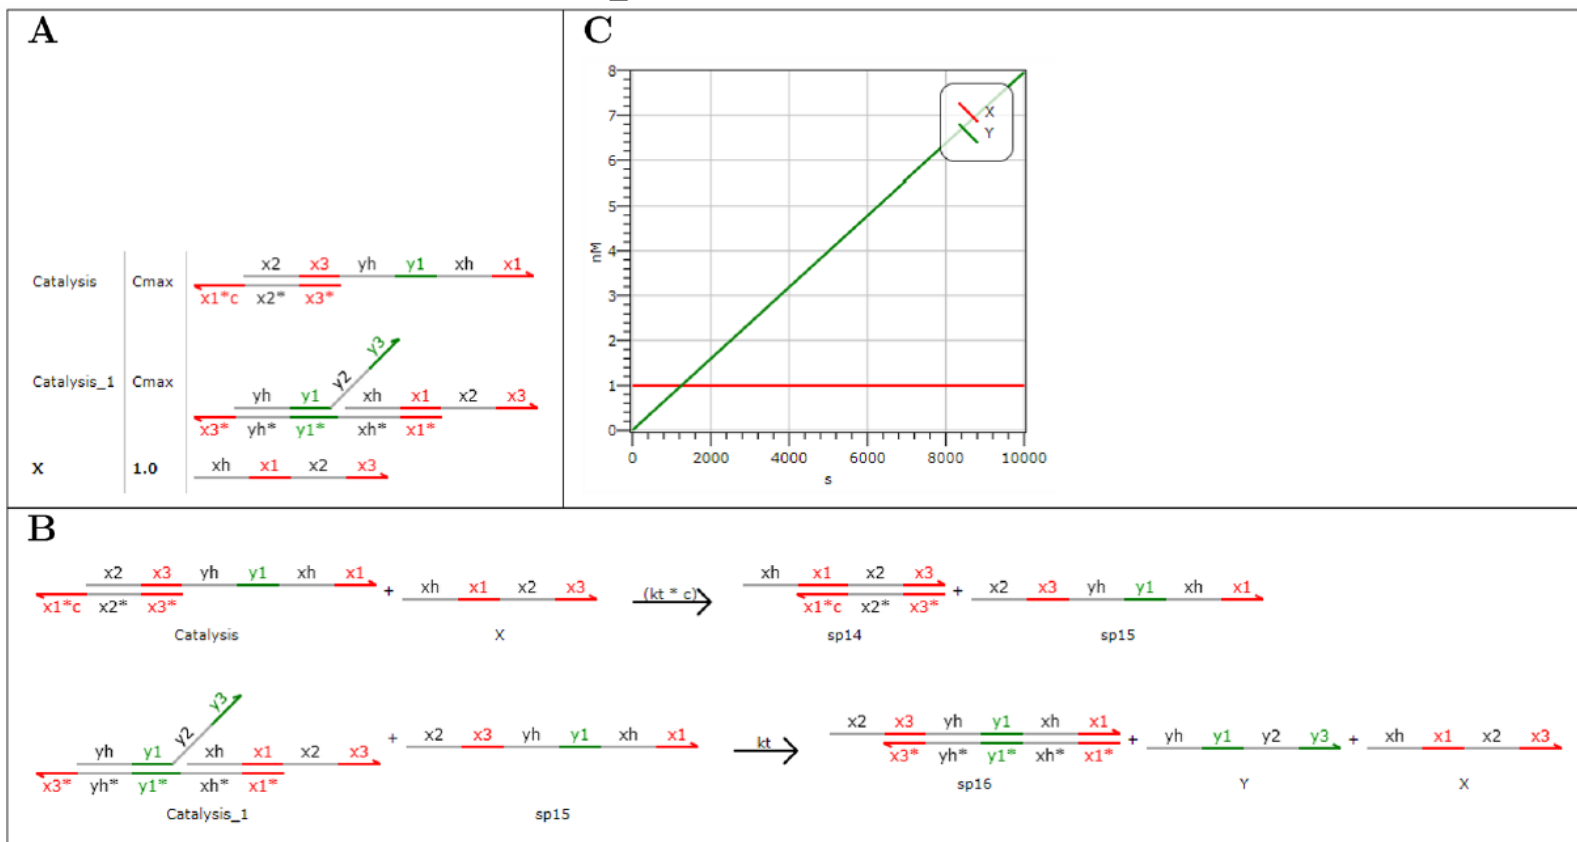 A
x2 x3 yh y1 xh x1
Catalysis Cmax
x1*c x2* x3*
y3
y2
Catalysis_1 Cmax
yh y1 xh x1 x2 x3
x3* yh* y1* xh* x1*
X 1.0
xh x1 x2 x3
C
8
7
6
5
4
3
2
1
0
nM
X
Y
0 2000 4000 6000 8000 10000
s
B
x2 x3 yh y1 xh x1 + xh x1 x2 x3 (kt * c) xh x1 x2 x3 + x2 x3 yh y1 xh x1
x1*c x2* x3* x1*c x2* x3*
Catalysis X sp14 sp15
y3
y2
yh y1 xh x1 x2 x3 + x2 x3 yh y1 xh x1 kt x2 x3 yh y1 xh x1 + yh y1 y2 y3 + xh x1 x2 x3
x3* yh* y1* xh* x1* x3* yh* y1* xh* x1*
Catalysis_1 sp15 sp16 Y X